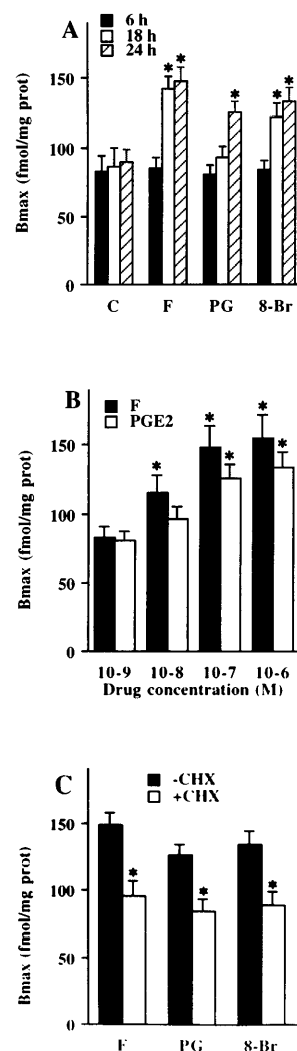 A
6 h
18 h
24 h
Bmax (fmol/mg prot)
150
100
50
0
* * * * *
C F PG 8-Br
B
F
PGE2
Bmax (fmol/mg prot)
150
100
50
0
* * * * *
10-9 10-8 10-7 10-6
Drug concentration (M)
C
-CHX
+CHX
Bmax (fmol/mg prot)
150
100
50
0
* * *
F PG 8-Br